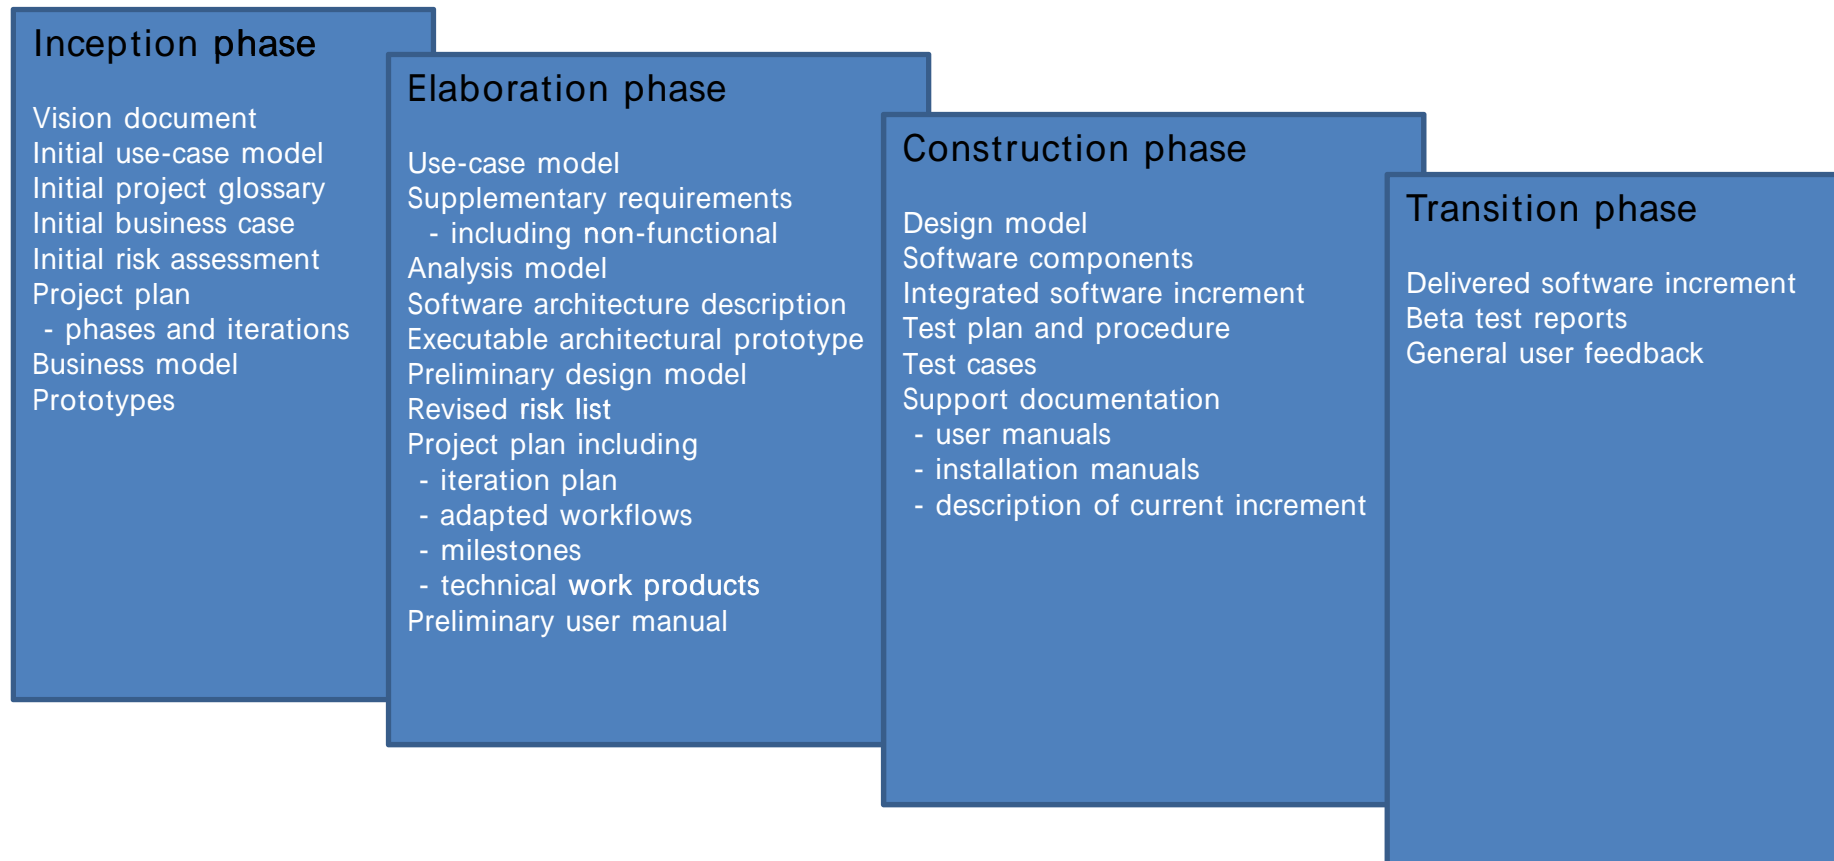 Inception phase
Vision document
Initial use-case model
Initial project glossary
Initial business case
Initial risk assessment
Project plan
- phases and iterations
Business model
Prototypes
Elaboration phase
Use-case model
Supplementary requirements
- including non-functional
Analysis model
Software architecture description
Executable architectural prototype
Preliminary design model
Revised risk list
Project plan including
- iteration plan
- adapted workflows
- milestones
- technical work products
Preliminary user manual
Construction phase
Design model
Software components
Integrated software increment
Test plan and procedure
Test cases
Support documentation
- user manuals
- installation manuals
- description of current increment
Transition phase
Delivered software increment
Beta test reports
General user feedback